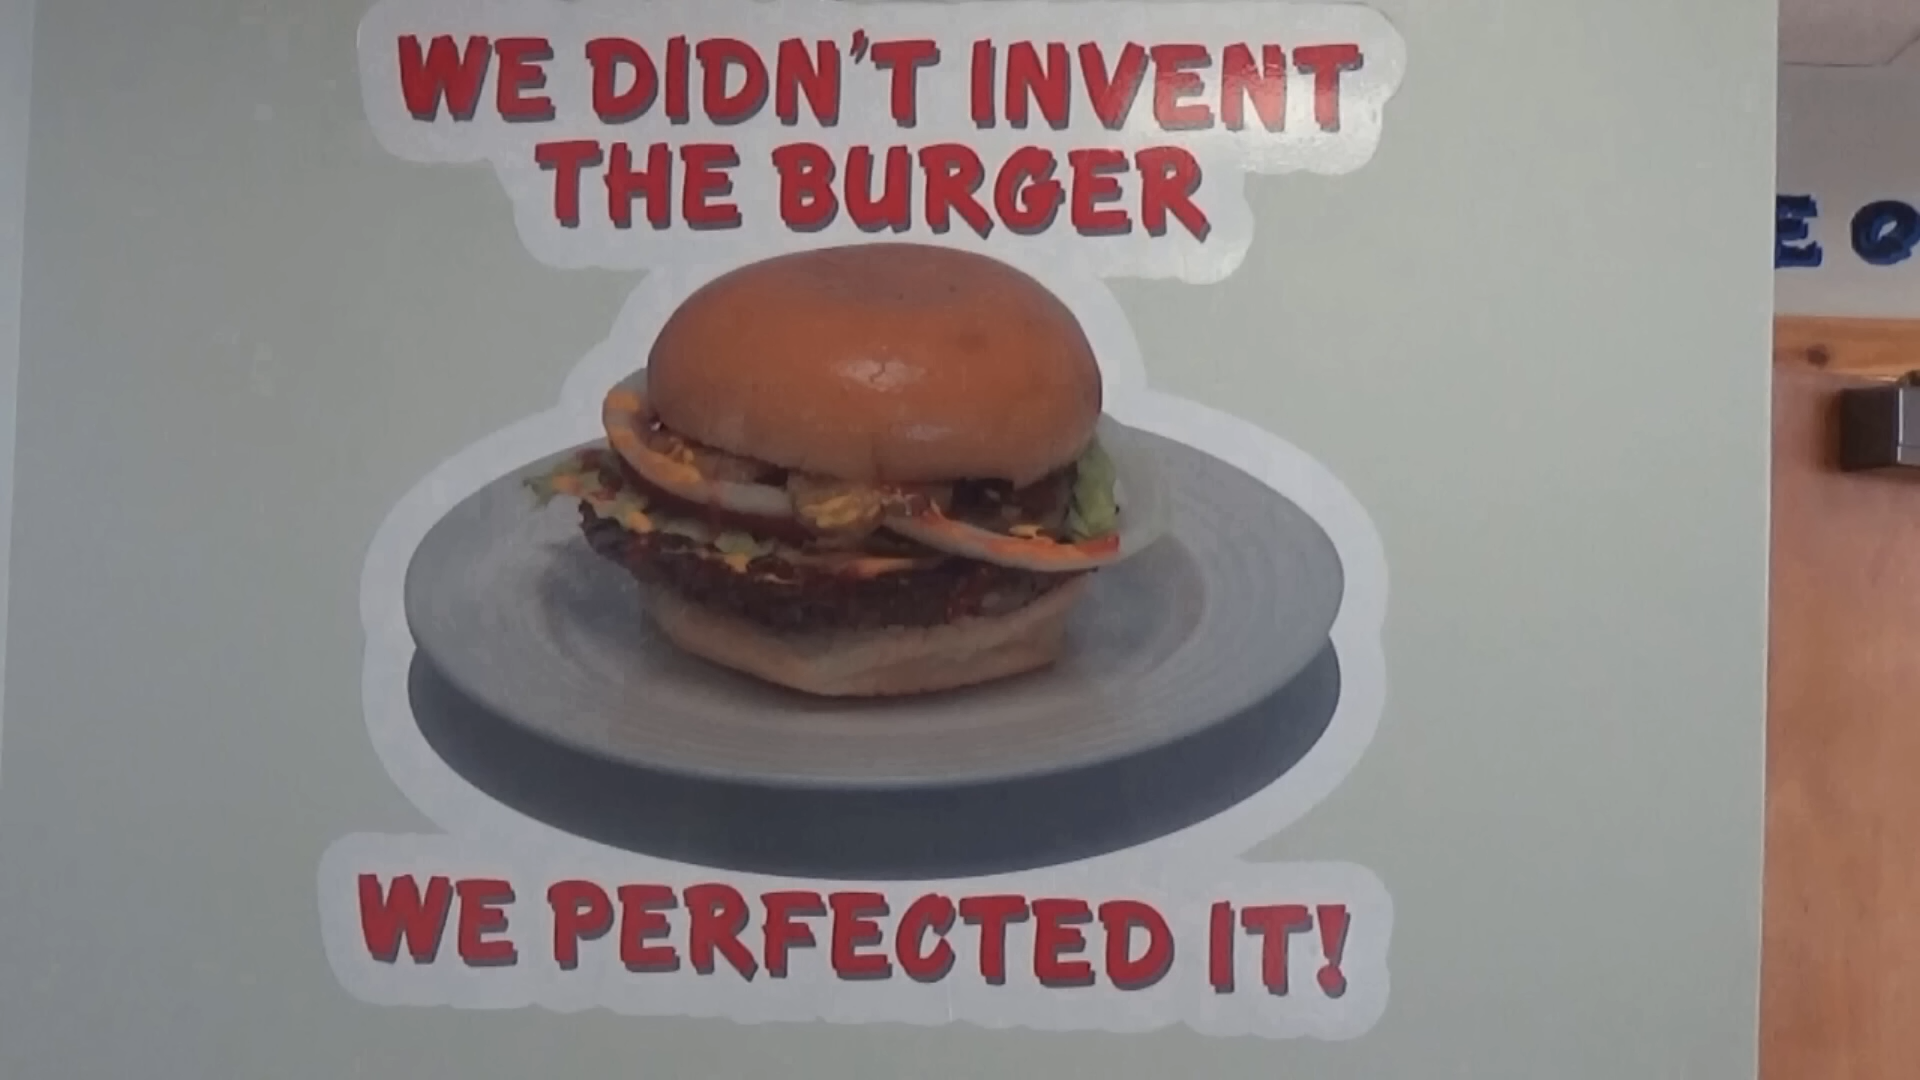 WE DIDN'T INVENT
THE BURGER
WE PERFECTED IT!
E Q